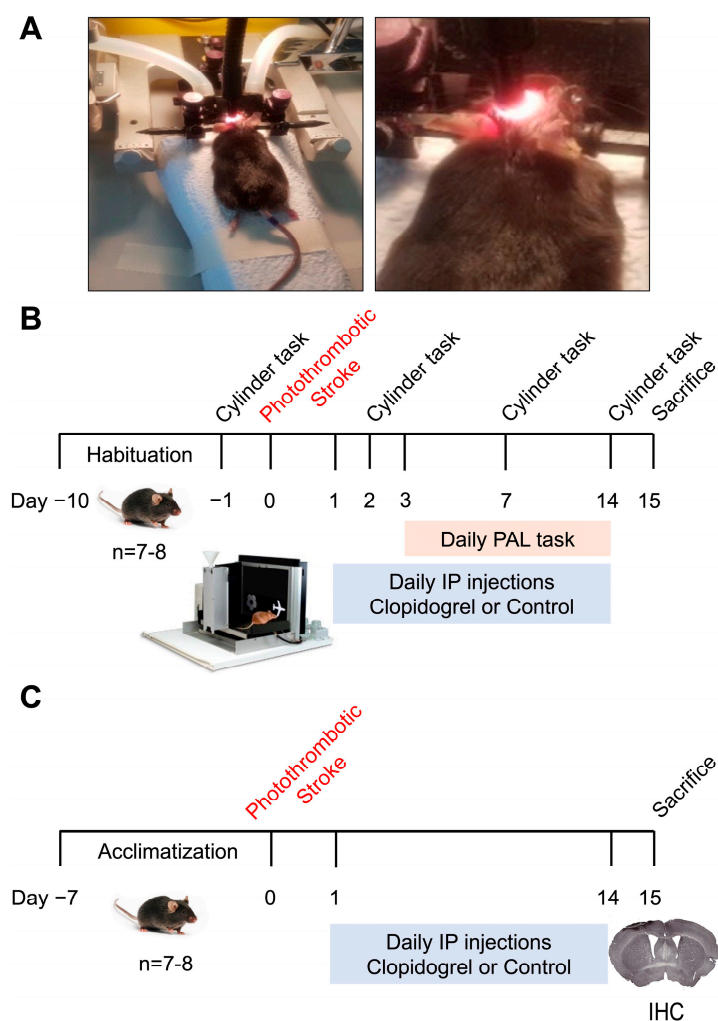 A
B
Cylinder task
Photothrombotic
Stroke
Cylinder task
Cylinder task
Cylinder task
Sacrifice
Habituation
Day −10
−1
0
1
2
3
7
14
15
n=7-8
Daily PAL task
Daily IP injections
Clopidogrel or Control
C
Photothrombotic
Stroke
Sacrifice
Acclimatization
Day −7
0
1
14
15
n=7-8
Daily IP injections
Clopidogrel or Control
IHC